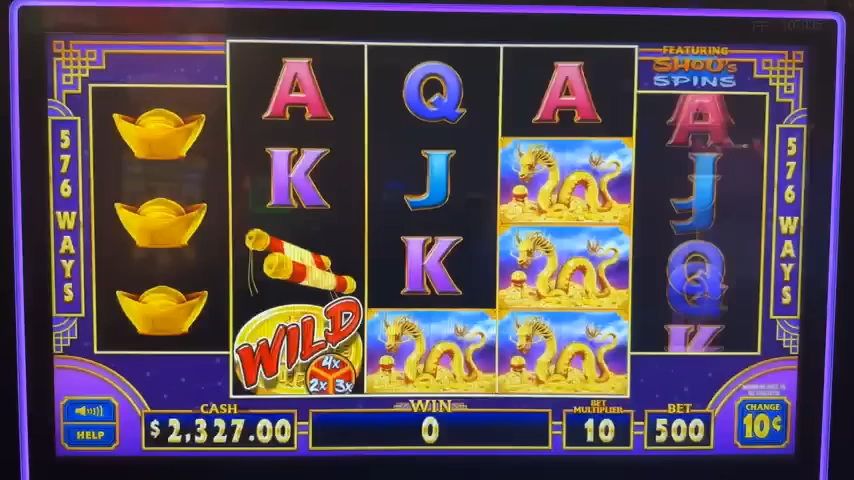 FEATURING
SHOU's
SPINS
576 WAYS
A
Q
A
A
K
J
J
K
Q
K
WILD
4x
2x 3x
576 WAYS
HELP
CASH
$2,327.00
WIN
0
BET
MULTIPLIER
10
BET
500
CHANGE
10¢